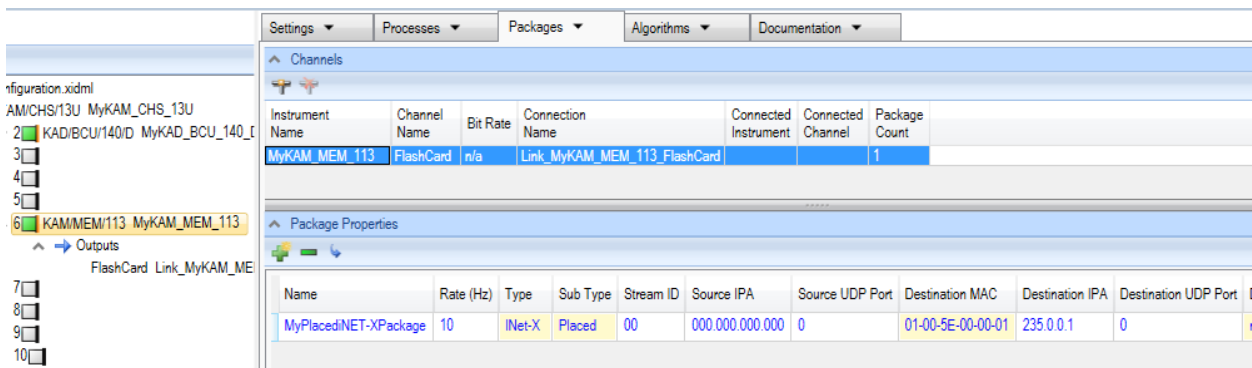 Settings Processes Packages Algorithms Documentation
Channels
Instrument Name Channel Name Bit Rate Connection Name Connected Instrument Connected Channel Package Count
MyKAM_MEM_113 FlashCard n/a Link_MyKAM_MEM_113_FlashCard 1
nfiguration.xidml
AM/CHS/13U MyKAM_CHS_13U
2 KAD/BCU/140/D MyKAD_BCU_140_D
3
4
5
6 KAM/MEM/113 MyKAM_MEM_113
Outputs
FlashCard Link_MyKAM_ME
7
8
9
10
Package Properties
Name Rate (Hz) Type Sub Type Stream ID Source IPA Source UDP Port Destination MAC Destination IPA Destination UDP Port
MyPlacediNET-XPackage 10 INet-X Placed 00 000.000.000.000 0 01-00-5E-00-00-01 235.0.0.1 0